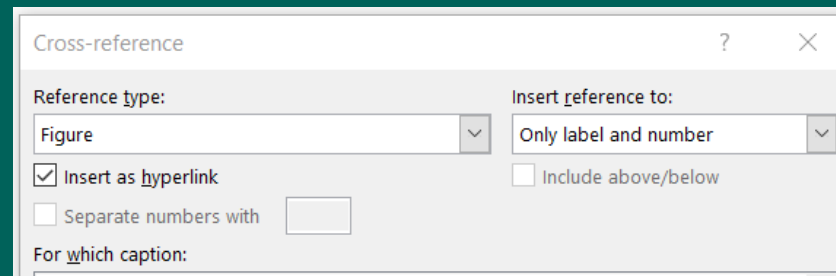 Cross-reference ?
Reference type: Insert reference to:
Figure Only label and number
Insert as hyperlink Include above/below
Separate numbers with
For which caption: